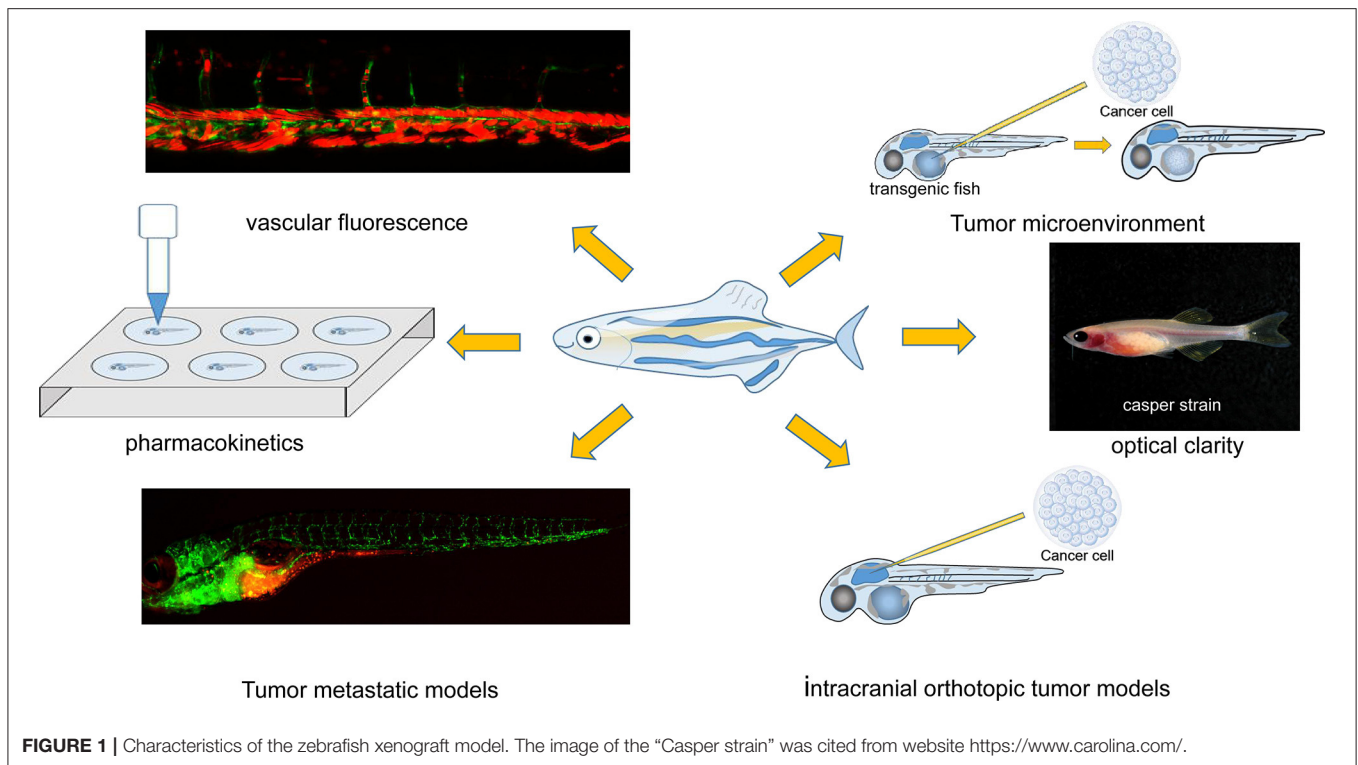 Cancer cell
transgenic fish
vascular fluorescence
Tumor microenvironment
casper strain
pharmacokinetics
optical clarity
Cancer cell
Tumor metastatic models
intracranial orthotopic tumor models
FIGURE 1 | Characteristics of the zebrafish xenograft model. The image of the “Casper strain” was cited from website https://www.carolina.com/.